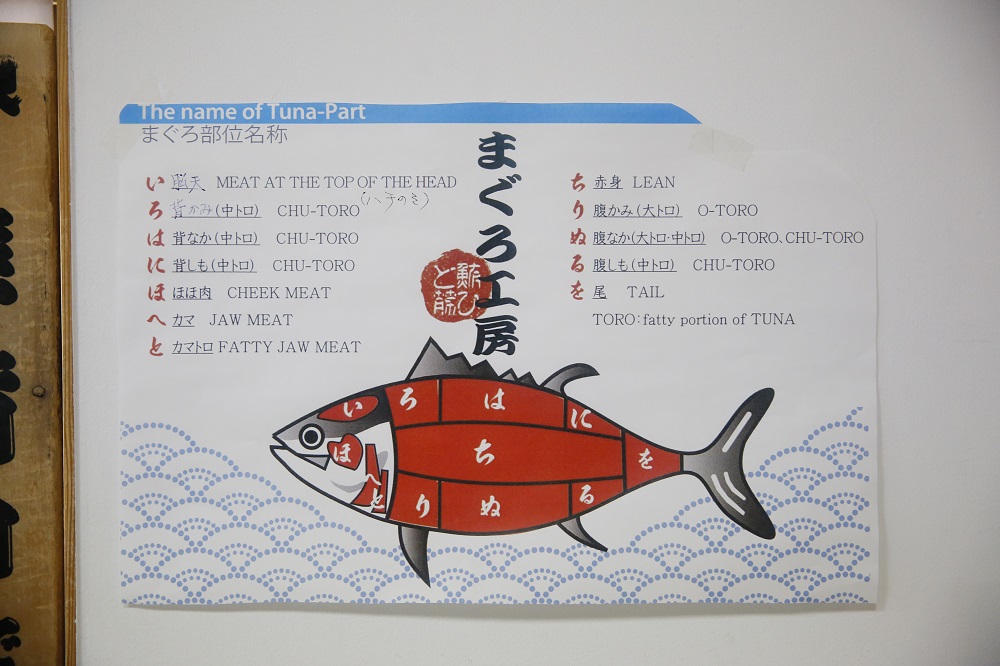 The name of Tuna-Part
まぐろ部位名称
い 脳天 MEAT AT THE TOP OF THE HEAD
ろ 背かみ(中トロ) CHU-TORO
(ハチのミ)
は 背なか(中トロ) CHU-TORO
に 背しも(中トロ) CHU-TORO
ほ ほほ肉 CHEEK MEAT
へ カマ JAW MEAT
と カマトロ FATTY JAW MEAT
まぐろ工房
ち 赤身 LEAN
り 腹かみ(大トロ) O-TORO
ぬ 腹なか(大トロ・中トロ) O-TORO、CHU-TORO
る 腹しも(中トロ) CHU-TORO
を 尾 TAIL
TORO:fatty portion of TUNA
い ろ は に
ほ ち を
へ
と り ぬ る